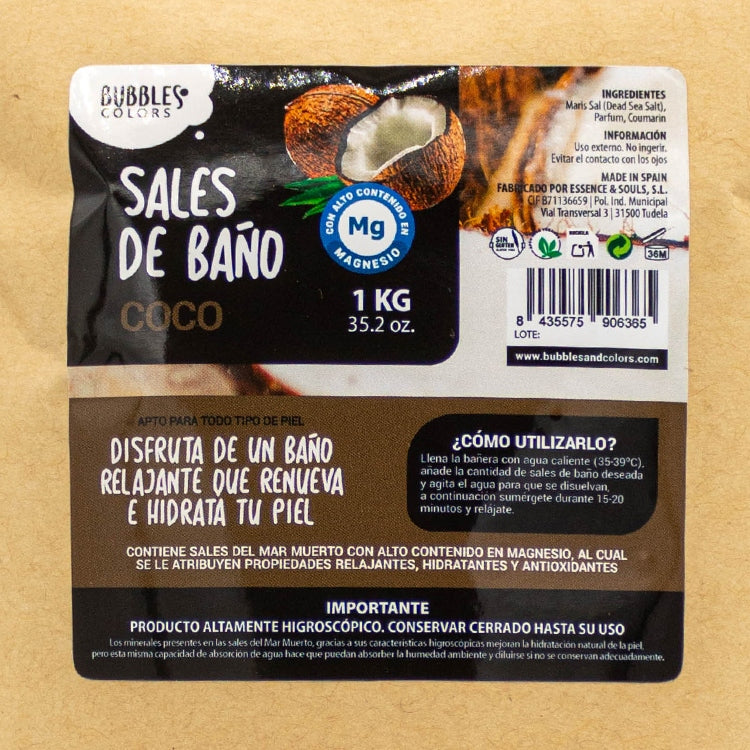 BUBBLES
COLORS
SALES
DE BAÑO
COCO
CON ALTO CONTENIDO EN
Mg
MAGNESIO
1 KG
35.2 oz.
INGREDIENTES
Maris Sal (Dead Sea Salt),
Parfum, Coumarin
INFORMACIÓN
Uso externo. No ingerir.
Evitar el contacto con los ojos
MADE IN SPAIN
FABRICADO POR ESSENCE & SOULS, S.L.
CIF B71136659 | Pol. Ind. Municipal
Vial Transversal 3 | 31500 Tudela
SIN
GLUTEN
RECICLA
36M
8 435575 906365
LOTE:
www.bubblesandcolors.com
APTO PARA TODO TIPO DE PIEL
DISFRUTA DE UN BAÑO
RELAJANTE QUE RENUEVA
E HIDRATA TU PIEL
¿CÓMO UTILIZARLO?
Llena la bañera con agua caliente (35-39ºC),
añade la cantidad de sales de baño deseada
y agita el agua para que se disuelvan,
a continuación sumérgete durante 15-20
minutos y relájate.
CONTIENE SALES DEL MAR MUERTO CON ALTO CONTENIDO EN MAGNESIO, AL CUAL
SE LE ATRIBUYEN PROPIEDADES RELAJANTES, HIDRATANTES Y ANTIOXIDANTES
IMPORTANTE
PRODUCTO ALTAMENTE HIGROSCÓPICO. CONSERVAR CERRADO HASTA SU USO
Los minerales presentes en las sales del Mar Muerto, gracias a sus características higroscópicas mejoran la hidratación natural de la piel,
pero esta misma capacidad de absorción de agua hace que puedan absorber la humedad ambiente y diluirse si no se conservan adecuadamente.